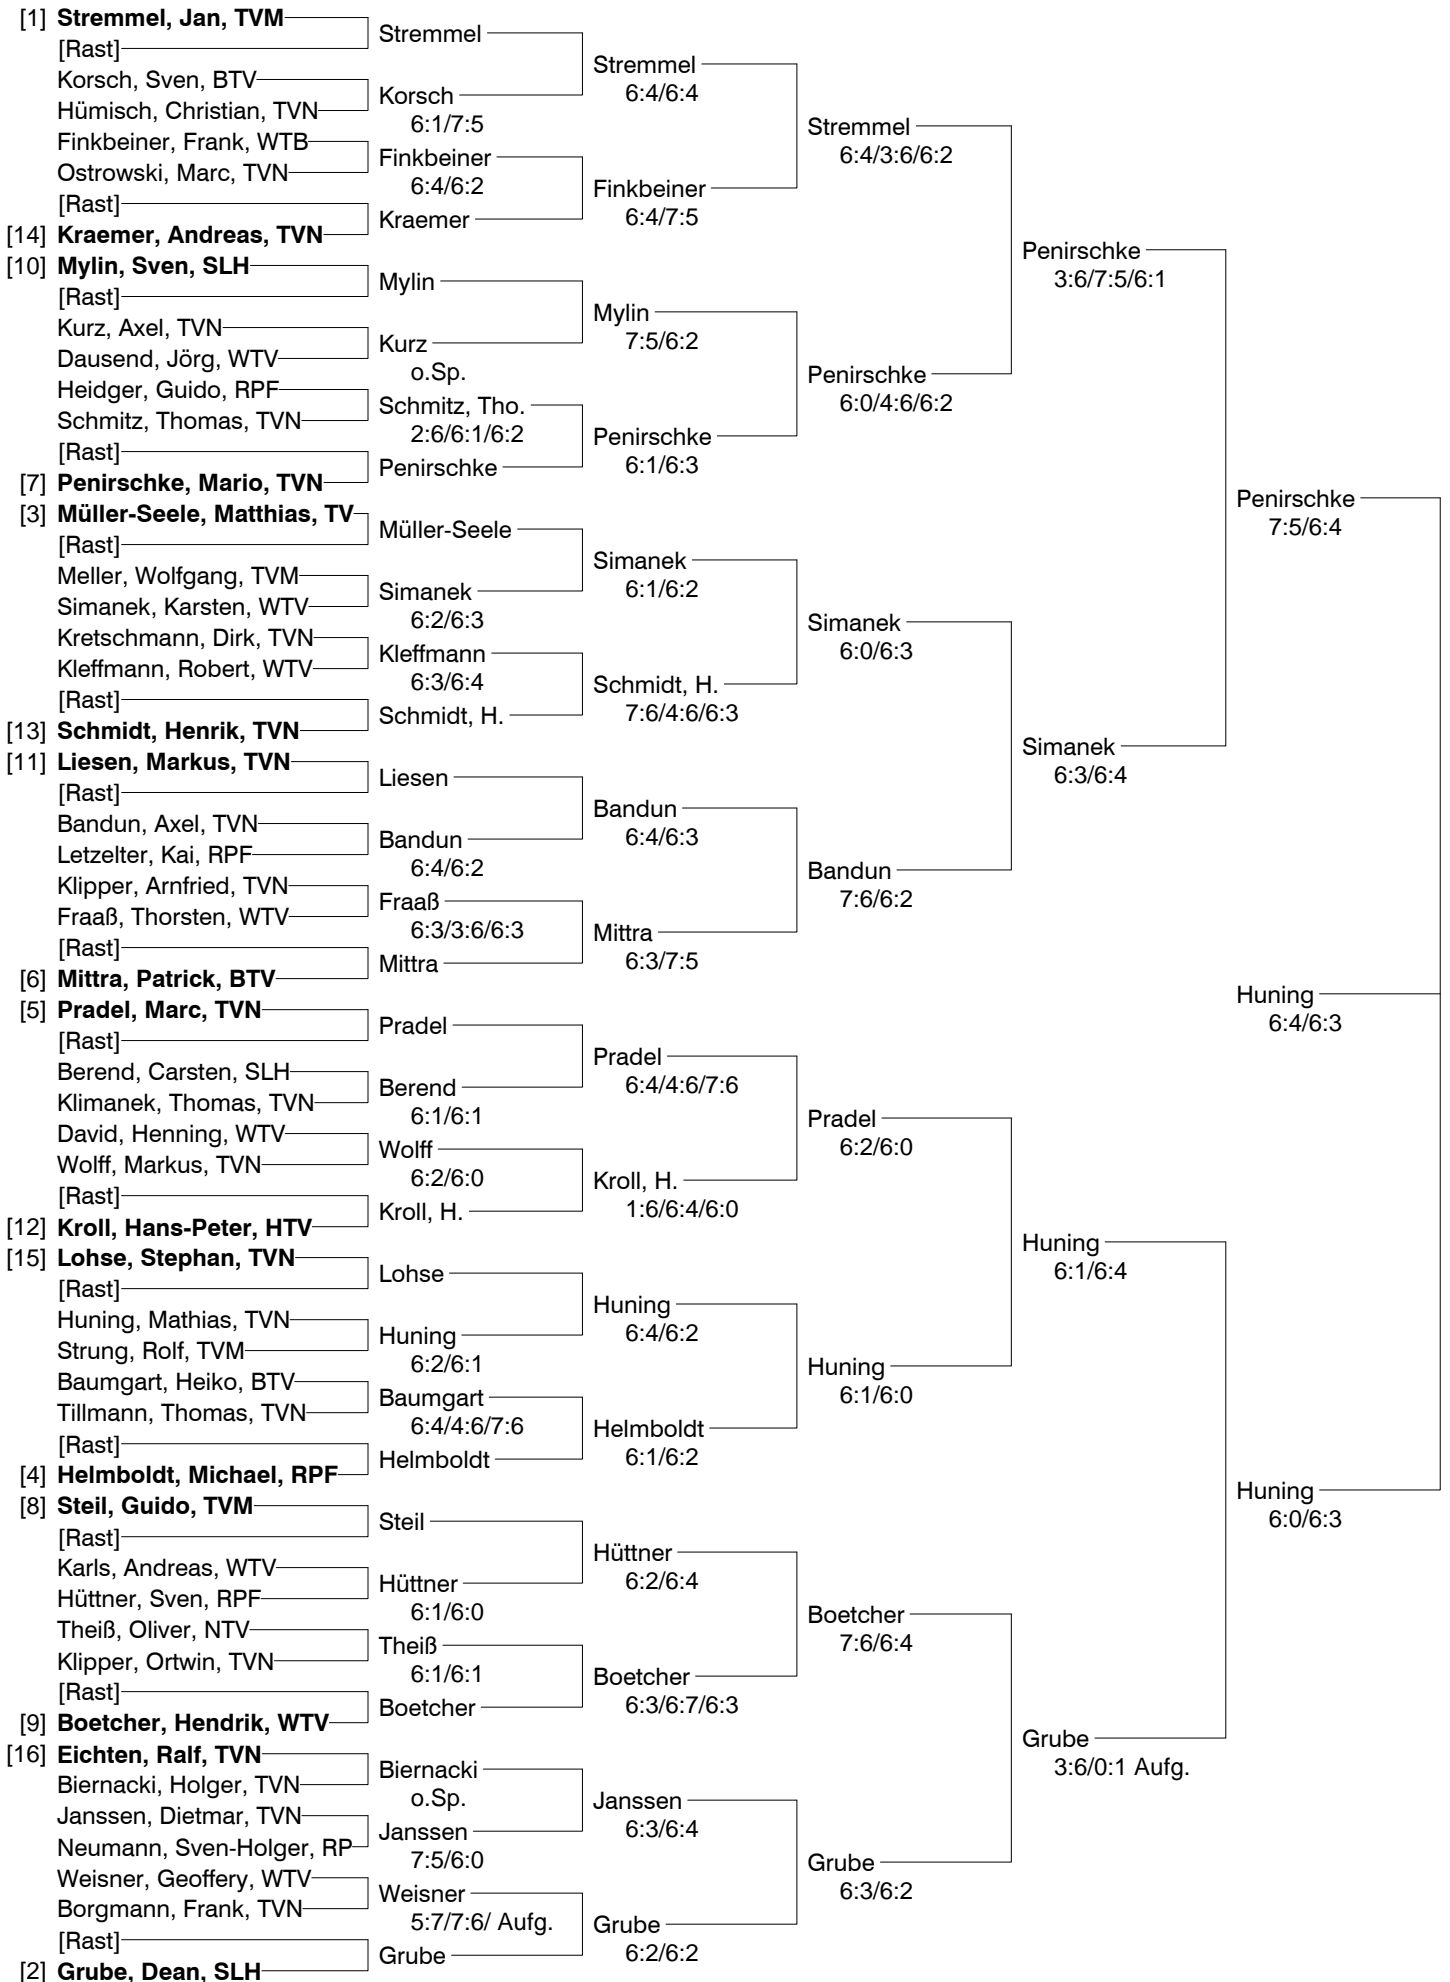 [1] Stremmel, Jan, TVM
[Rast]
Korsch, Sven, BTV
Hümisch, Christian, TVN
Finkbeiner, Frank, WTB
Ostrowski, Marc, TVN
[Rast]
[14] Kraemer, Andreas, TVN
[10] Mylin, Sven, SLH
[Rast]
Kurz, Axel, TVN
Dausend, Jörg, WTV
Heidger, Guido, RPF
Schmitz, Thomas, TVN
[Rast]
[7] Penirschke, Mario, TVN
[3] Müller-Seele, Matthias, TV
[Rast]
Meller, Wolfgang, TVM
Simanek, Karsten, WTV
Kretschmann, Dirk, TVN
Kleffmann, Robert, WTV
[Rast]
[13] Schmidt, Henrik, TVN
[11] Liesen, Markus, TVN
[Rast]
Bandun, Axel, TVN
Letzelter, Kai, RPF
Klipper, Arnfried, TVN
Fraaß, Thorsten, WTV
[Rast]
[6] Mittra, Patrick, BTV
[5] Pradel, Marc, TVN
[Rast]
Berend, Carsten, SLH
Klimanek, Thomas, TVN
David, Henning, WTV
Wolff, Markus, TVN
[Rast]
[12] Kroll, Hans-Peter, HTV
[15] Lohse, Stephan, TVN
[Rast]
Huning, Mathias, TVN
Strung, Rolf, TVM
Baumgart, Heiko, BTV
Tillmann, Thomas, TVN
[Rast]
[4] Helmboldt, Michael, RPF
[8] Steil, Guido, TVM
[Rast]
Karls, Andreas, WTV
Hüttner, Sven, RPF
Theiß, Oliver, NTV
Klipper, Ortwin, TVN
[Rast]
[9] Boetcher, Hendrik, WTV
[16] Eichten, Ralf, TVN
Biernacki, Holger, TVN
Janssen, Dietmar, TVN
Neumann, Sven-Holger, RP
Weisner, Geoffery, WTV
Borgmann, Frank, TVN
[Rast]
[2] Grube, Dean, SLH
Stremmel
Korsch
6:1/7:5
Finkbeiner
6:4/6:2
Kraemer
Mylin
Kurz
o.Sp.
Schmitz, Tho.
2:6/6:1/6:2
Penirschke
Müller-Seele
Simanek
6:2/6:3
Kleffmann
6:3/6:4
Schmidt, H.
Liesen
Bandun
6:4/6:2
Fraaß
6:3/3:6/6:3
Mittra
Pradel
Berend
6:1/6:1
Wolff
6:2/6:0
Kroll, H.
Lohse
Huning
6:2/6:1
Baumgart
6:4/4:6/7:6
Helmboldt
Steil
Hüttner
6:1/6:0
Theiß
6:1/6:1
Boetcher
Biernacki
o.Sp.
Janssen
7:5/6:0
Weisner
5:7/7:6/ Aufg.
Grube
Stremmel
6:4/6:4
Finkbeiner
6:4/7:5
Mylin
7:5/6:2
Penirschke
6:1/6:3
Simanek
6:1/6:2
Schmidt, H.
7:6/4:6/6:3
Bandun
6:4/6:3
Mittra
6:3/7:5
Pradel
6:4/4:6/7:6
Kroll, H.
1:6/6:4/6:0
Huning
6:4/6:2
Helmboldt
6:1/6:2
Hüttner
6:2/6:4
Boetcher
6:3/6:7/6:3
Janssen
6:3/6:4
Grube
6:2/6:2
Stremmel
6:4/3:6/6:2
Penirschke
6:0/4:6/6:2
Simanek
6:0/6:3
Bandun
7:6/6:2
Pradel
6:2/6:0
Huning
6:1/6:0
Boetcher
7:6/6:4
Grube
6:3/6:2
Penirschke
3:6/7:5/6:1
Simanek
6:3/6:4
Huning
6:1/6:4
Grube
3:6/0:1 Aufg.
Penirschke
7:5/6:4
Huning
6:4/6:3
Huning
6:0/6:3